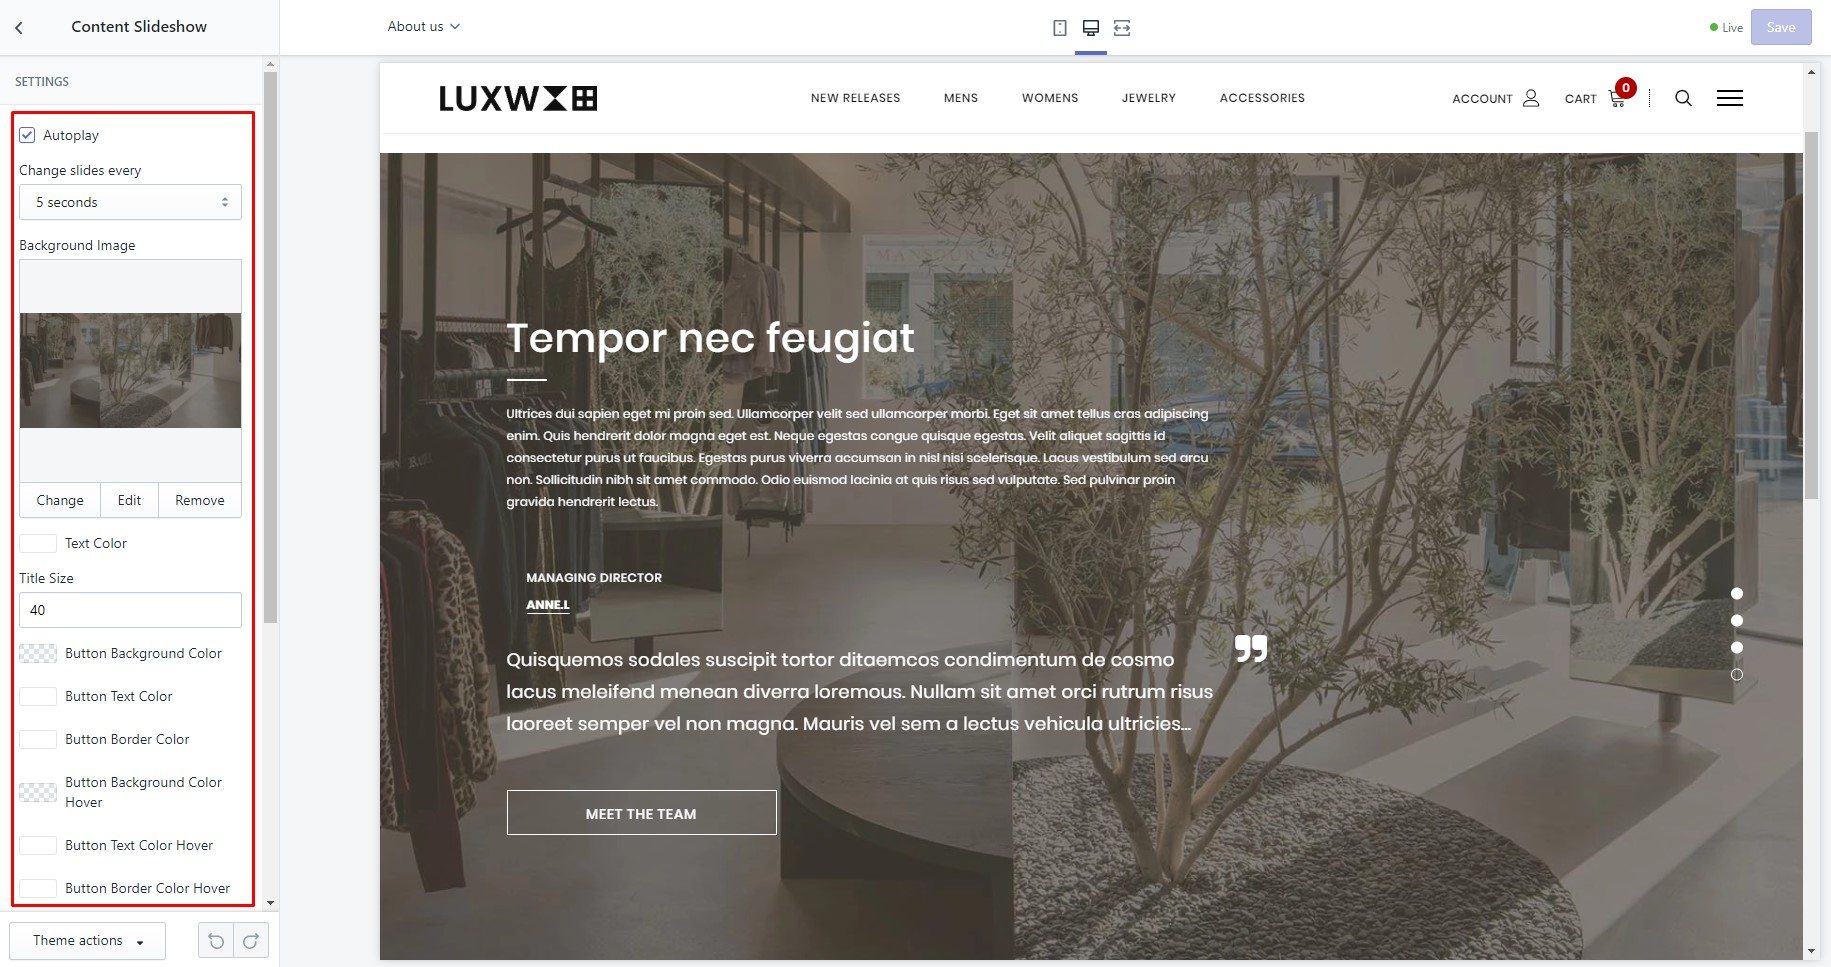 Content Slideshow
About us
Live
Save
SETTINGS
Autoplay
Change slides every
5 seconds
Background Image
Change
Edit
Remove
Text Color
Title Size
40
Button Background Color
Button Text Color
Button Border Color
Button Background Color
Hover
Button Text Color Hover
Button Border Color Hover
Theme actions
LUXW
NEW RELEASES
MENS
WOMENS
JEWELRY
ACCESSORIES
ACCOUNT
CART
0
Tempor nec feugiat
Ultrices dui sapien eget mi proin sed. Ullamcorper velit sed ullamcorper morbi. Eget sit amet tellus cras adipiscing
enim. Quis hendrerit dolor magna eget est. Neque egestas congue quisque egestas. Velit aliquet sagittis id
consectetur purus ut faucibus. Egestas purus viverra accumsan in nisl nisi scelerisque. Lacus vestibulum sed arcu
non. Sollicitudin nibh sit amet commodo. Odio euismod lacinia at quis risus sed vulputate. Sed pulvinar proin
gravida hendrerit lectus.
MANAGING DIRECTOR
ANNE.L
Quisquemos sodales suscipit tortor ditaemcos condimentum de cosmo
lacus meleifend menean diverra loremous. Nullam sit amet orci rutrum risus
laoreet semper vel non magna. Mauris vel sem a lectus vehicula ultricies...
MEET THE TEAM